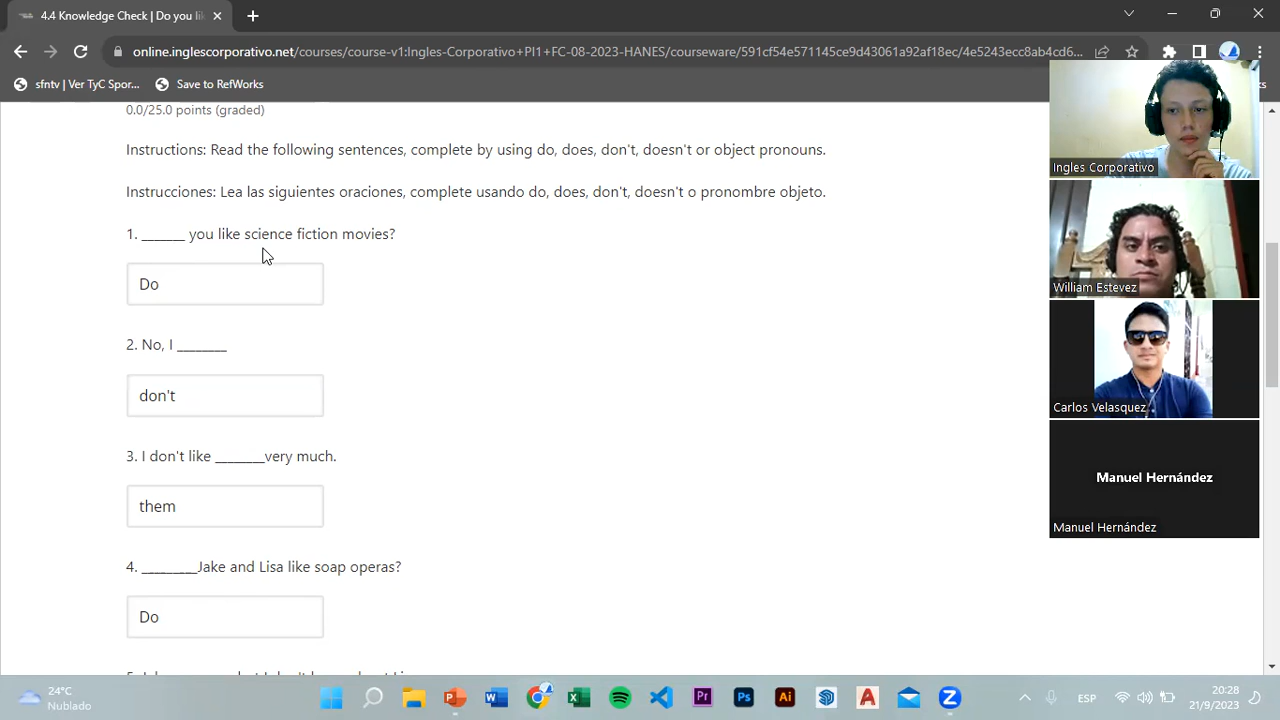 4.4 Knowledge Check | Do you lik
online.inglescorporativo.net/courses/course-v1:Ingles-Corporativo+PI1+FC-08-2023-HANES/courseware/591cf54e571145ce9d43061a92af18ec/4e5243ecc8ab4cd6...
sfntv | Ver TyC Spor...
Save to RefWorks
0.0/25.0 points (graded)
Instructions: Read the following sentences, complete by using do, does, don't, doesn't or object pronouns.
Instrucciones: Lea las siguientes oraciones, complete usando do, does, don't, doesn't o pronombre objeto.
1. _______ you like science fiction movies?
Do
2. No, I ________
don't
3. I don't like ________very much.
them
4. _________Jake and Lisa like soap operas?
Do
Ingles Corporativo
William Estevez
Carlos Velasquez
Manuel Hernández
Manuel Hernández
24°C
Nublado
ESP
20:28
21/9/2023